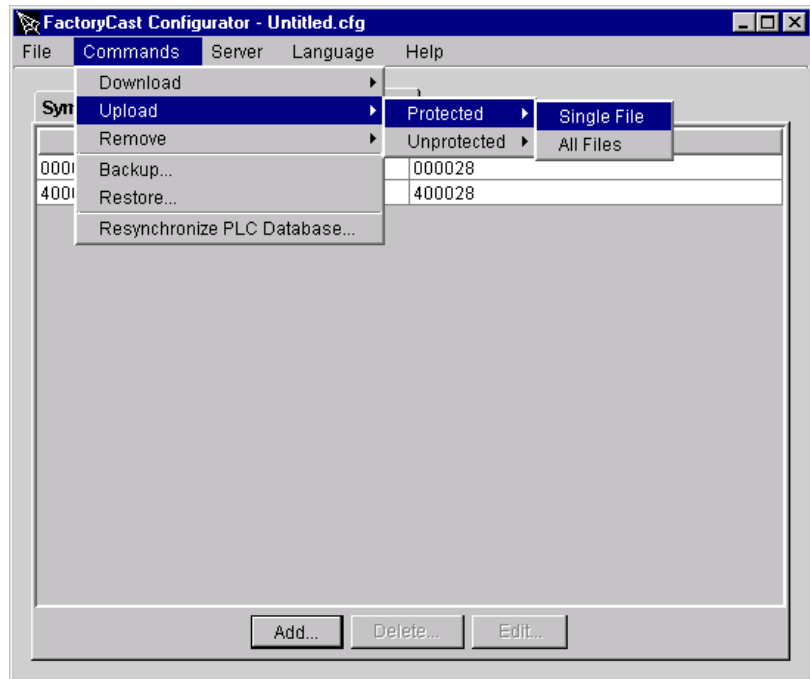 FactoryCast Configurator - Untitled.cfg
File Commands Server Language Help
Download
Upload Protected Single File
Remove Unprotected All Files
Backup... 000028
Restore... 400028
Resynchronize PLC Database...
Add... Delete... Edit...